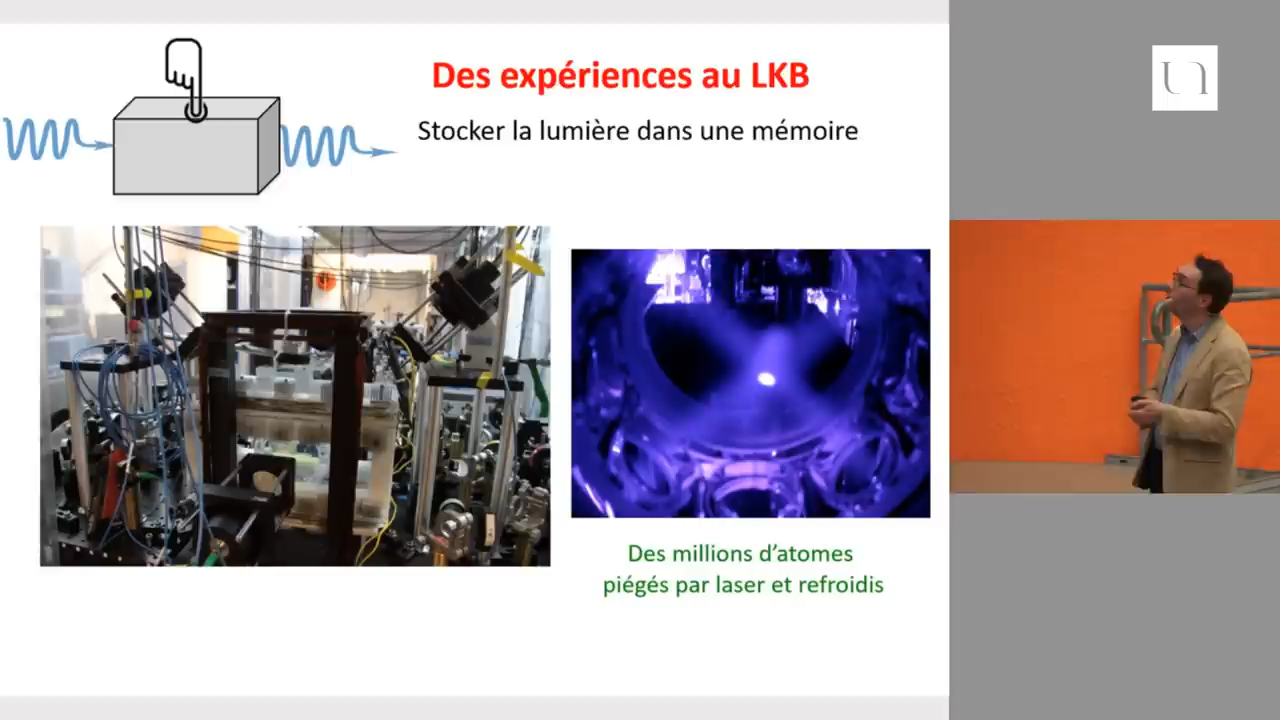 Des expériences au LKB
Stocker la lumière dans une mémoire
Des millions d’atomes
piégés par laser et refroidis